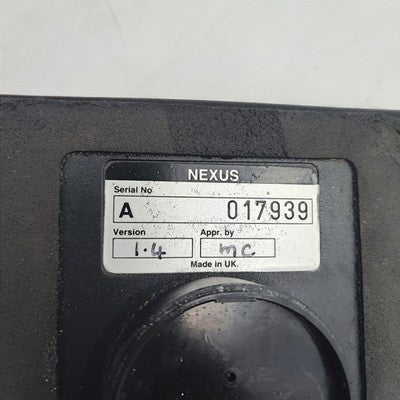 NEXUS
Serial No
A 017939
Version Appr. by
1.4 mc
Made in UK.